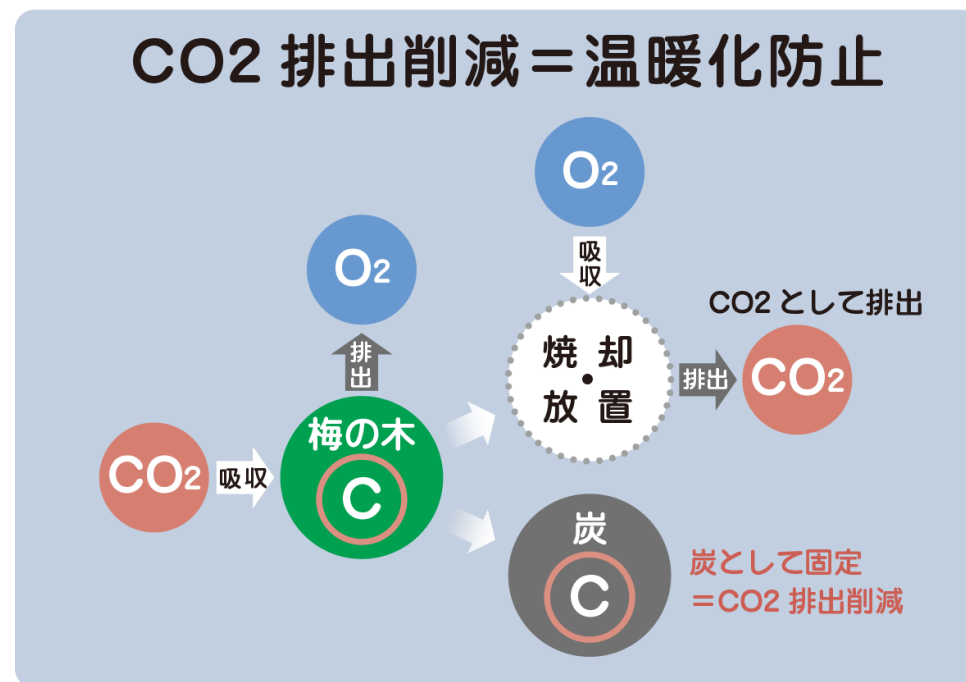 CO2 排出削減＝温暖化防止
O2
吸収
O2
排出
CO2
吸収
梅の木
C
焼却
・
放置
排出
CO2 として排出
CO2
炭
C
炭として固定
＝CO2 排出削減